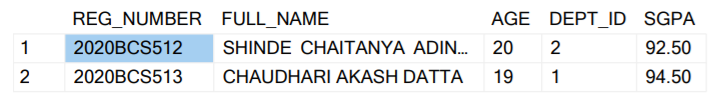 REG_NUMBER FULL_NAME AGE DEPT_ID SGPA
1 2020BCS512 SHINDE CHAITANYA ADIN... 20 2 92.50
2 2020BCS513 CHAUDHARI AKASH DATTA 19 1 94.50